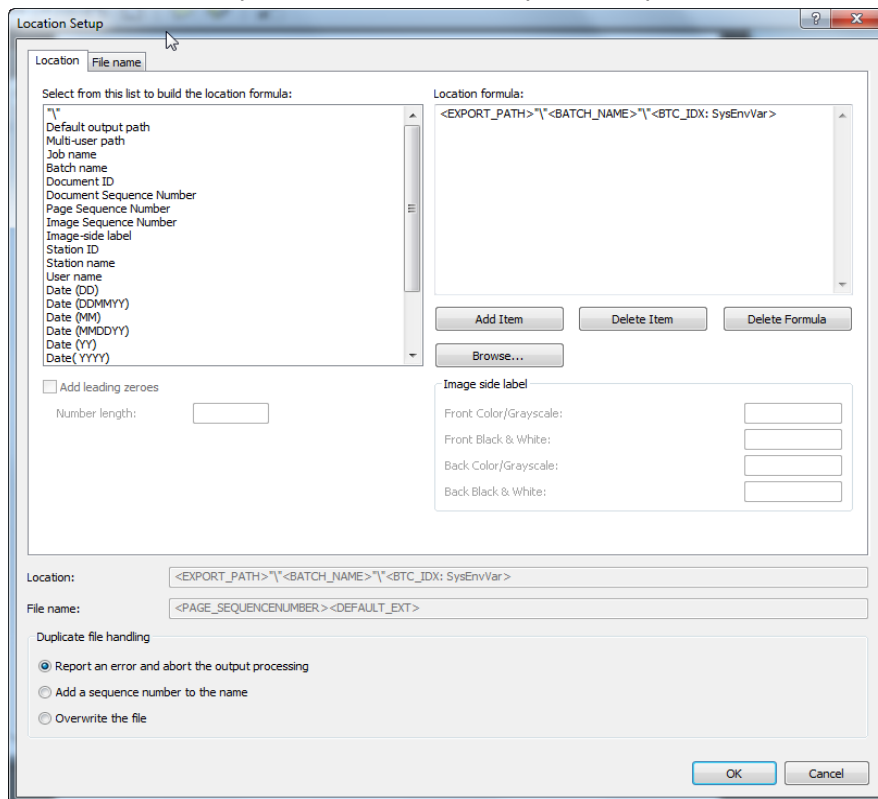 Location Setup
Location
File name
Select from this list to build the location formula:
"\"
Default output path
Multi-user path
Job name
Batch name
Document ID
Document Sequence Number
Page Sequence Number
Image Sequence Number
Image-side label
Station ID
Station name
User name
Date (DD)
Date (DDMMYY)
Date (MM)
Date (MMDDYY)
Date (YY)
Date( YYYY)
Location formula:
<EXPORT_PATH>"\"<BATCH_NAME>"\"<BTC_IDX: SysEnvVar>
Add Item
Delete Item
Delete Formula
Browse...
Add leading zeroes
Number length:
Image side label
Front Color/Grayscale:
Front Black & White:
Back Color/Grayscale:
Back Black & White:
Location: <EXPORT_PATH>"\"<BATCH_NAME>"\"<BTC_IDX: SysEnvVar>
File name: <PAGE_SEQUENCENUMBER><DEFAULT_EXT>
Duplicate file handling
Report an error and abort the output processing
Add a sequence number to the name
Overwrite the file
OK
Cancel